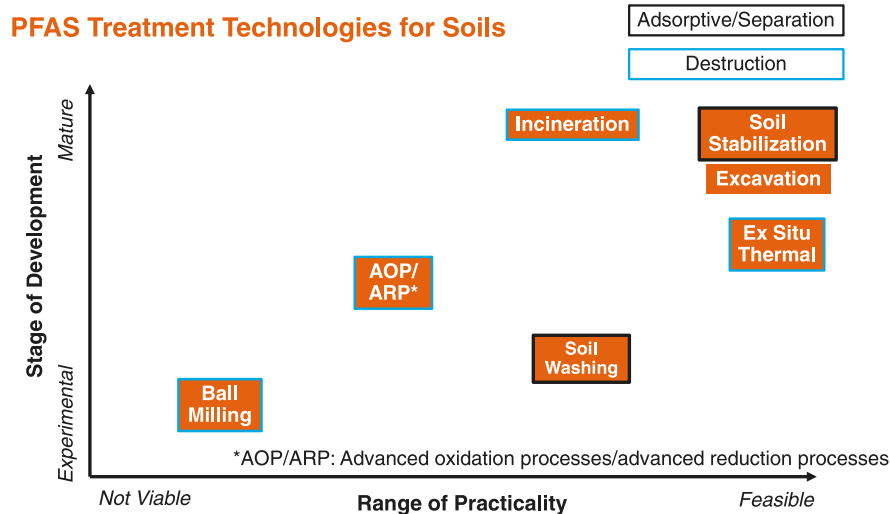 PFAS Treatment Technologies for Soils
Adsorptive/Separation
Destruction
Mature
Stage of Development
Experimental
Incineration
Soil
Stabilization
Excavation
Ex Situ
Thermal
AOP/
ARP*
Soil
Washing
Ball
Milling
*AOP/ARP: Advanced oxidation processes/advanced reduction processes
Not Viable
Range of Practicality
Feasible